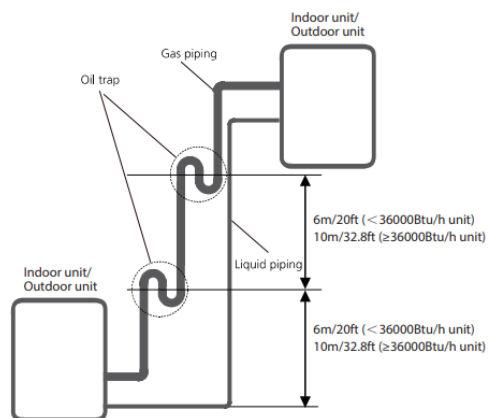 Indoor unit/
Outdoor unit
Gas piping
Oil trap
6m/20ft (<36000Btu/h unit)
10m/32.8ft (≥36000Btu/h unit)
Liquid piping
Indoor unit/
Outdoor unit
6m/20ft (<36000Btu/h unit)
10m/32.8ft (≥36000Btu/h unit)